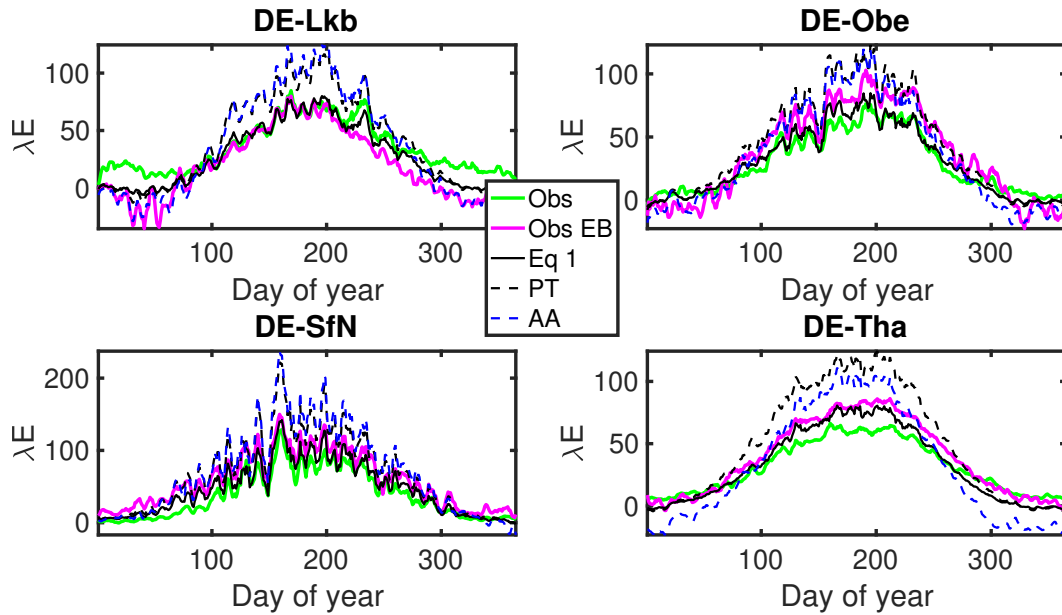 DE-Lkb
DE-Obe
100
50
0
λE
100
50
0
λE
100
200
300
100
200
300
Day of year
Day of year
Obs
Obs EB
Eq 1
PT
AA
DE-SfN
DE-Tha
200
100
0
λE
100
50
0
λE
100
200
300
100
200
300
Day of year
Day of year